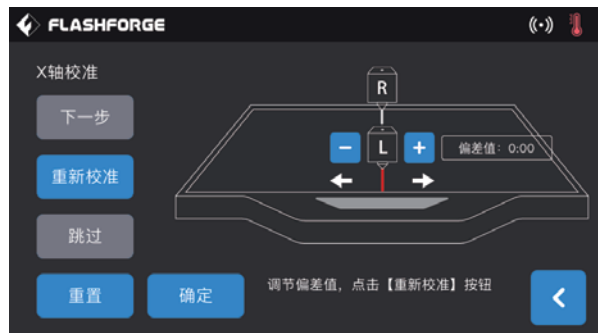 FLASHFORGE
X轴校准
下一步
R
L
偏差值：0:00
重新校准
跳过
重置
确定
调节偏差值，点击【重新校准】按钮